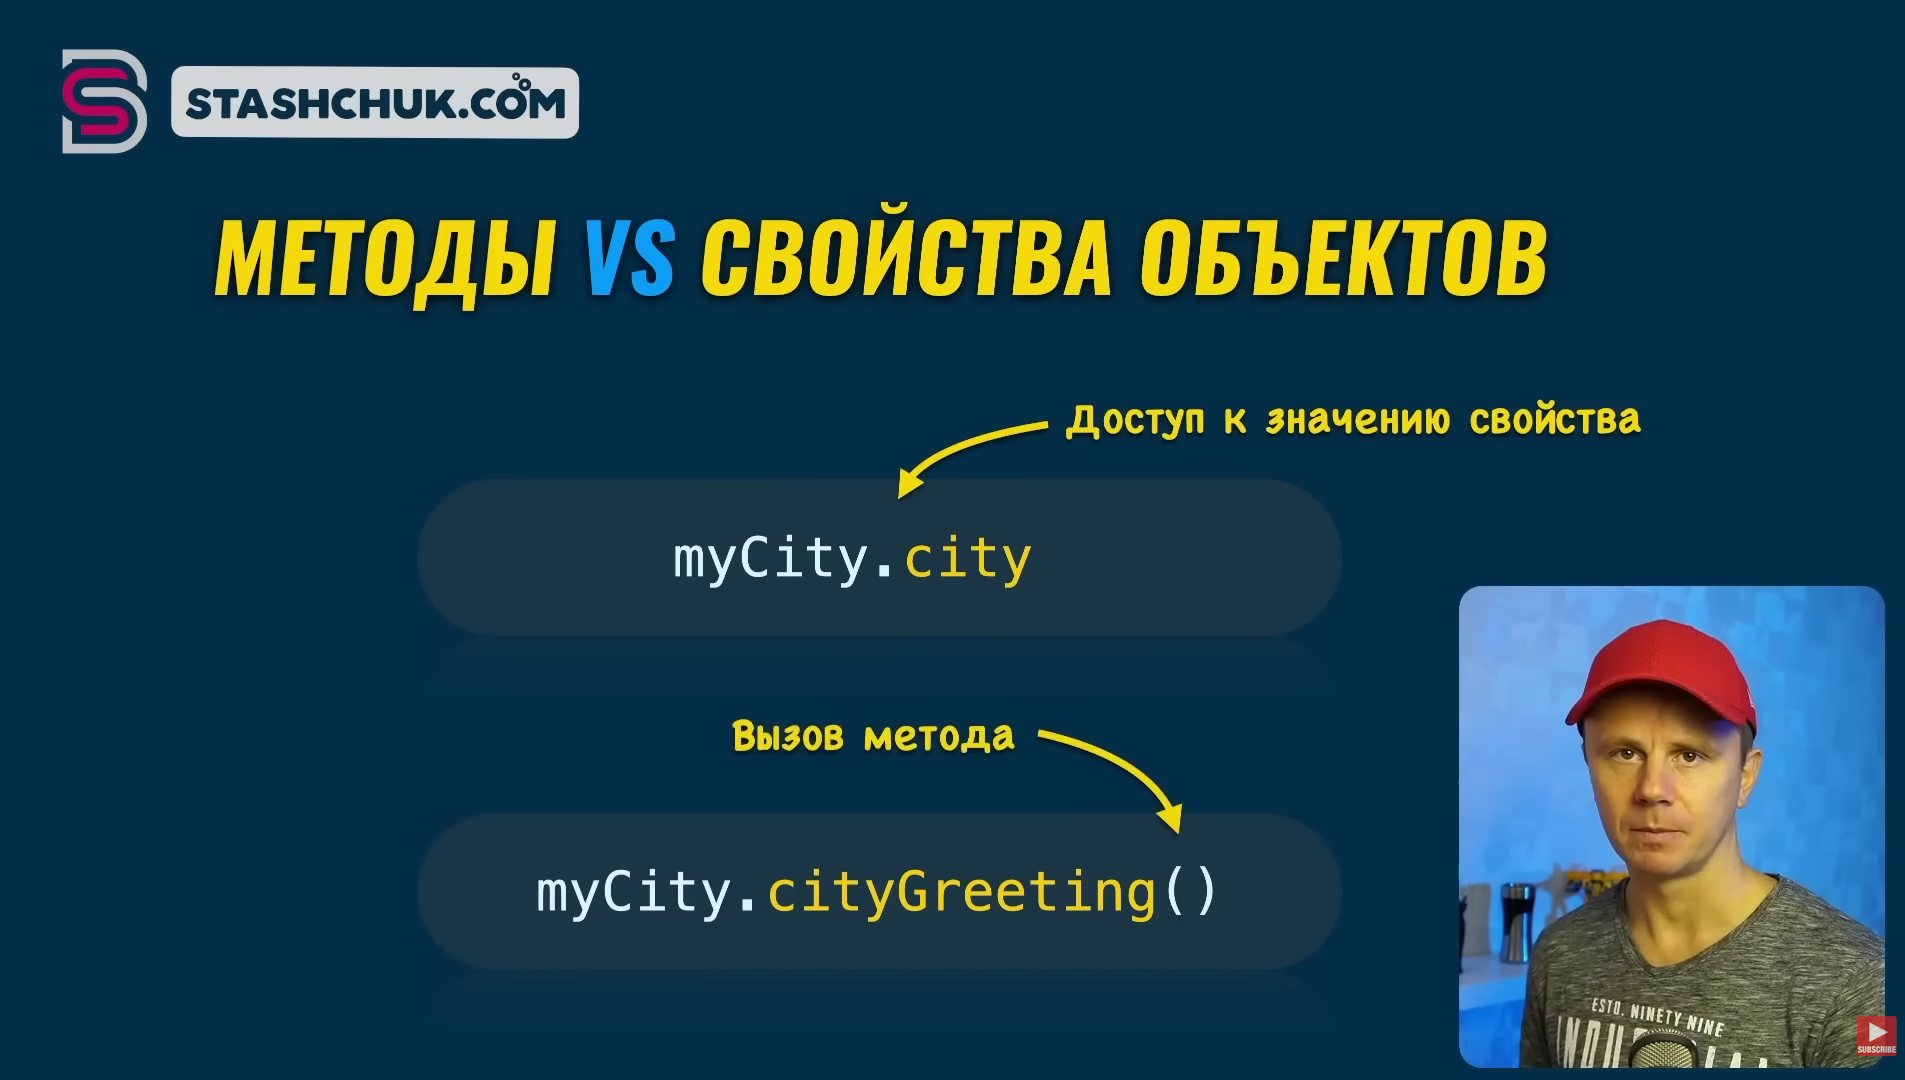 STASHCHUK.COM
МЕТОДЫ VS СВОЙСТВА ОБЪЕКТОВ
Доступ к значению свойства
myCity.city
Вызов метода
myCity.cityGreeting()
ESTD. NINETY NINE
SUBSCRIBE